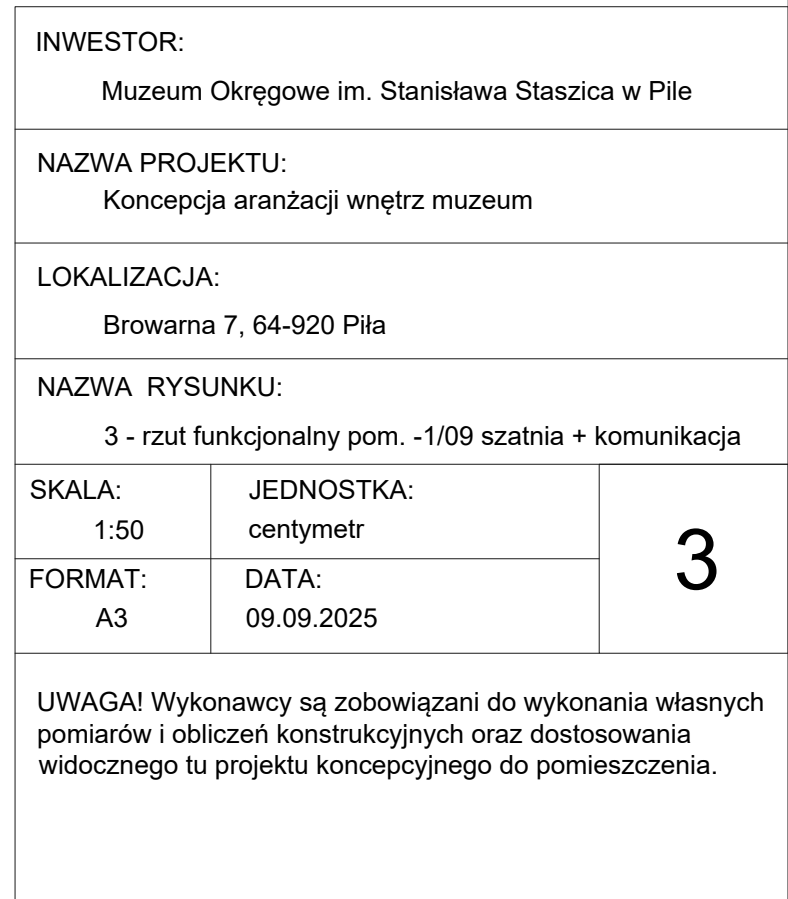 INWESTOR:
Muzeum Okręgowe im. Stanisława Staszica w Pile
NAZWA PROJEKTU:
Koncepcja aranżacji wnętrz muzeum
LOKALIZACJA:
Browarna 7, 64-920 Piła
NAZWA RYSUNKU:
3 - rzut funkcjonalny pom. -1/09 szatnia + komunikacja
SKALA:
1:50
JEDNOSTKA:
centymetr
3
FORMAT:
A3
DATA:
09.09.2025
UWAGA! Wykonawcy są zobowiązani do wykonania własnych
pomiarów i obliczeń konstrukcyjnych oraz dostosowania
widocznego tu projektu koncepcyjnego do pomieszczenia.